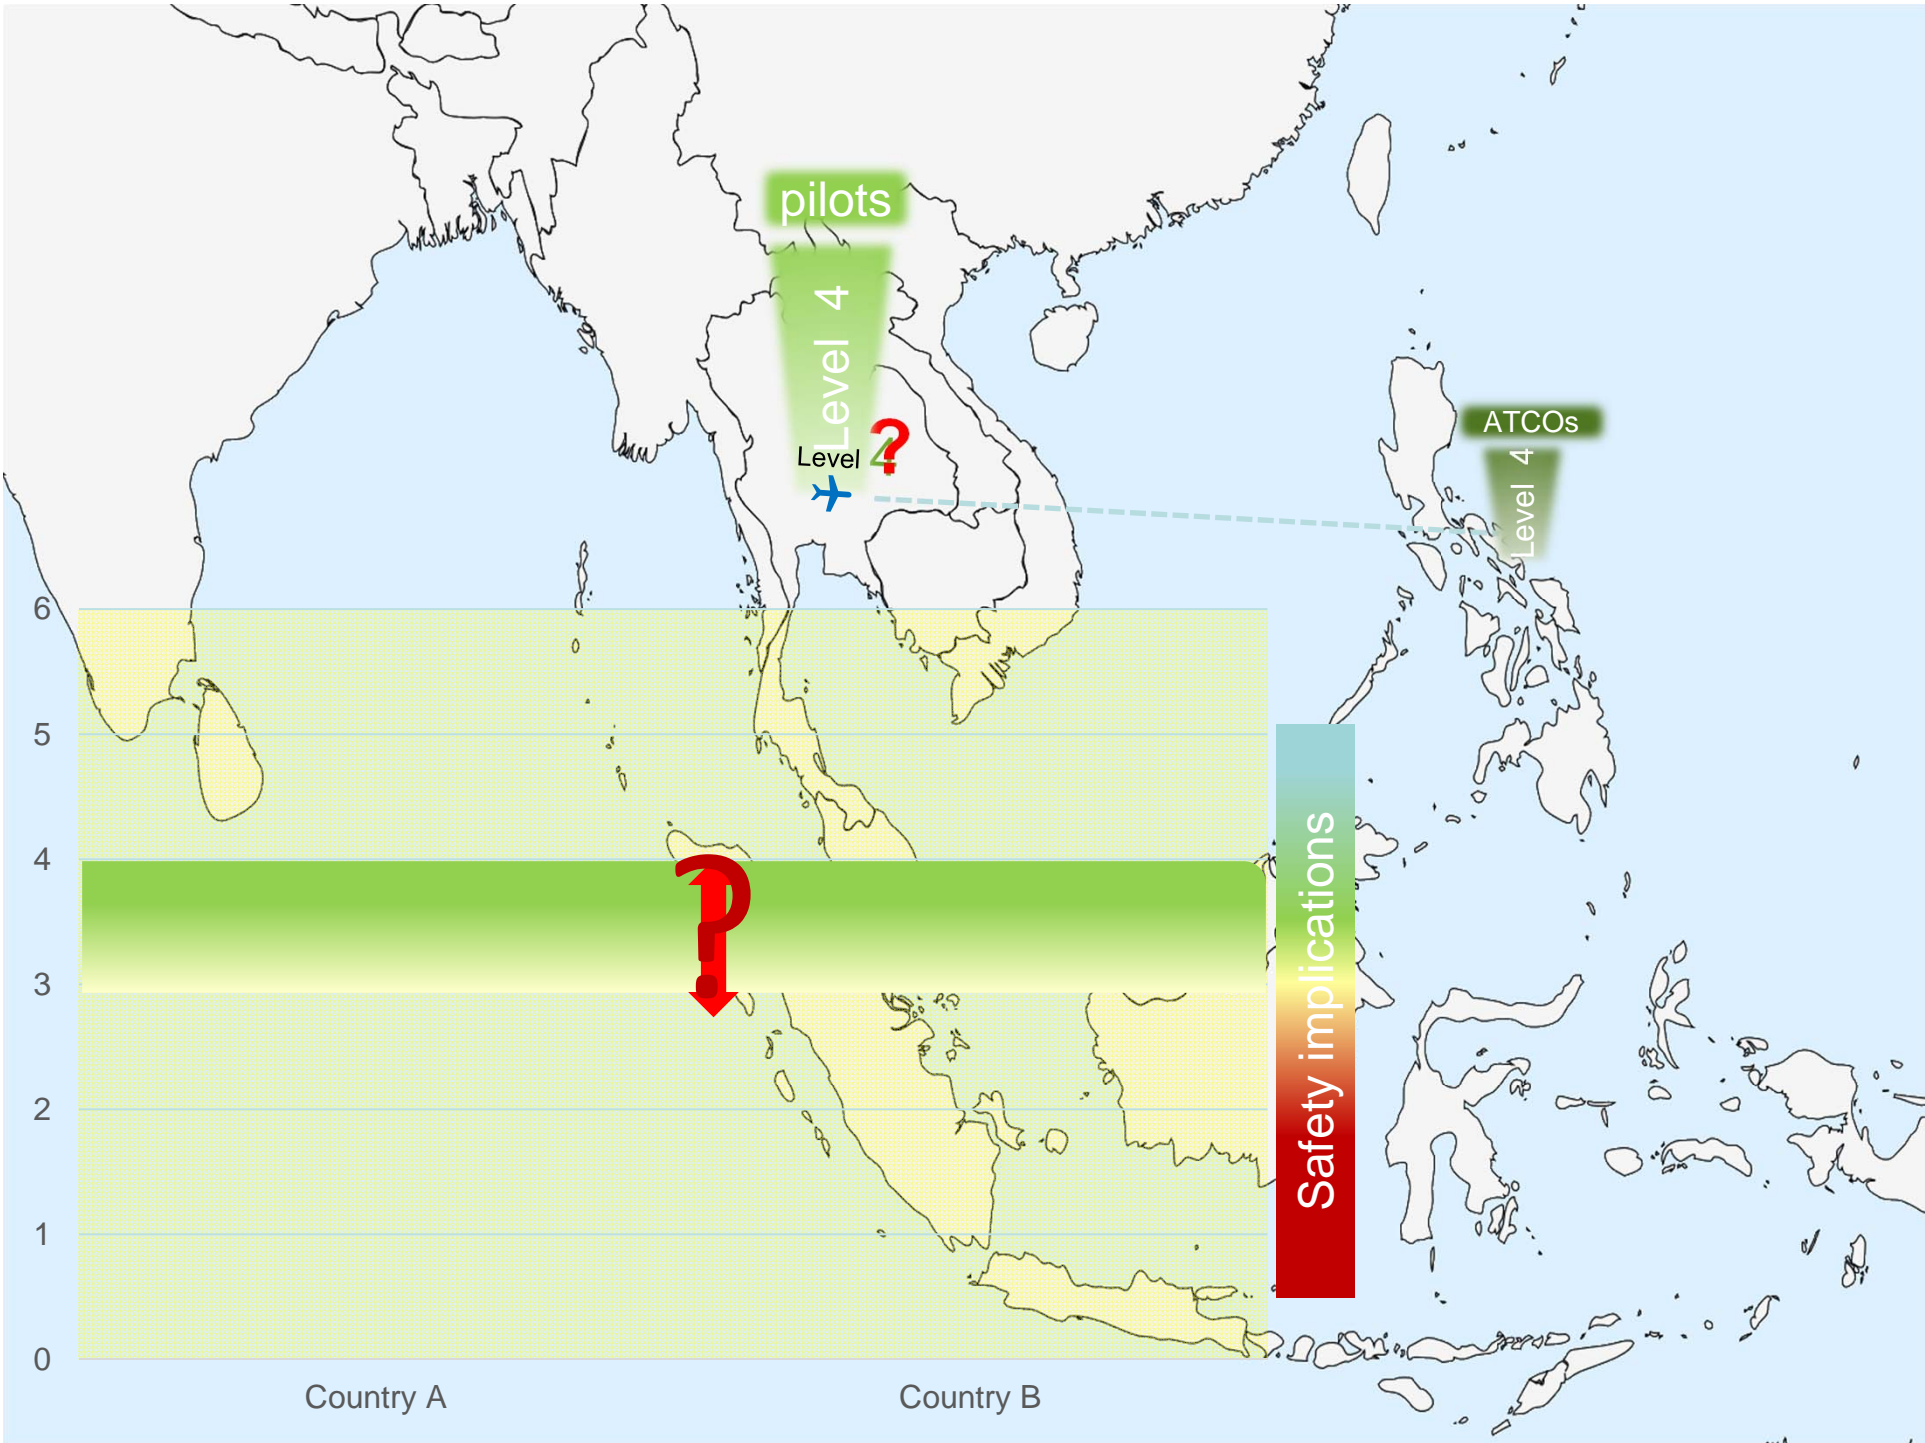 pilots
Level 4
Level 4
?
ATCOs
Level 4
6
5
4
3
2
1
0
?
Safety implications
Country A
Country B